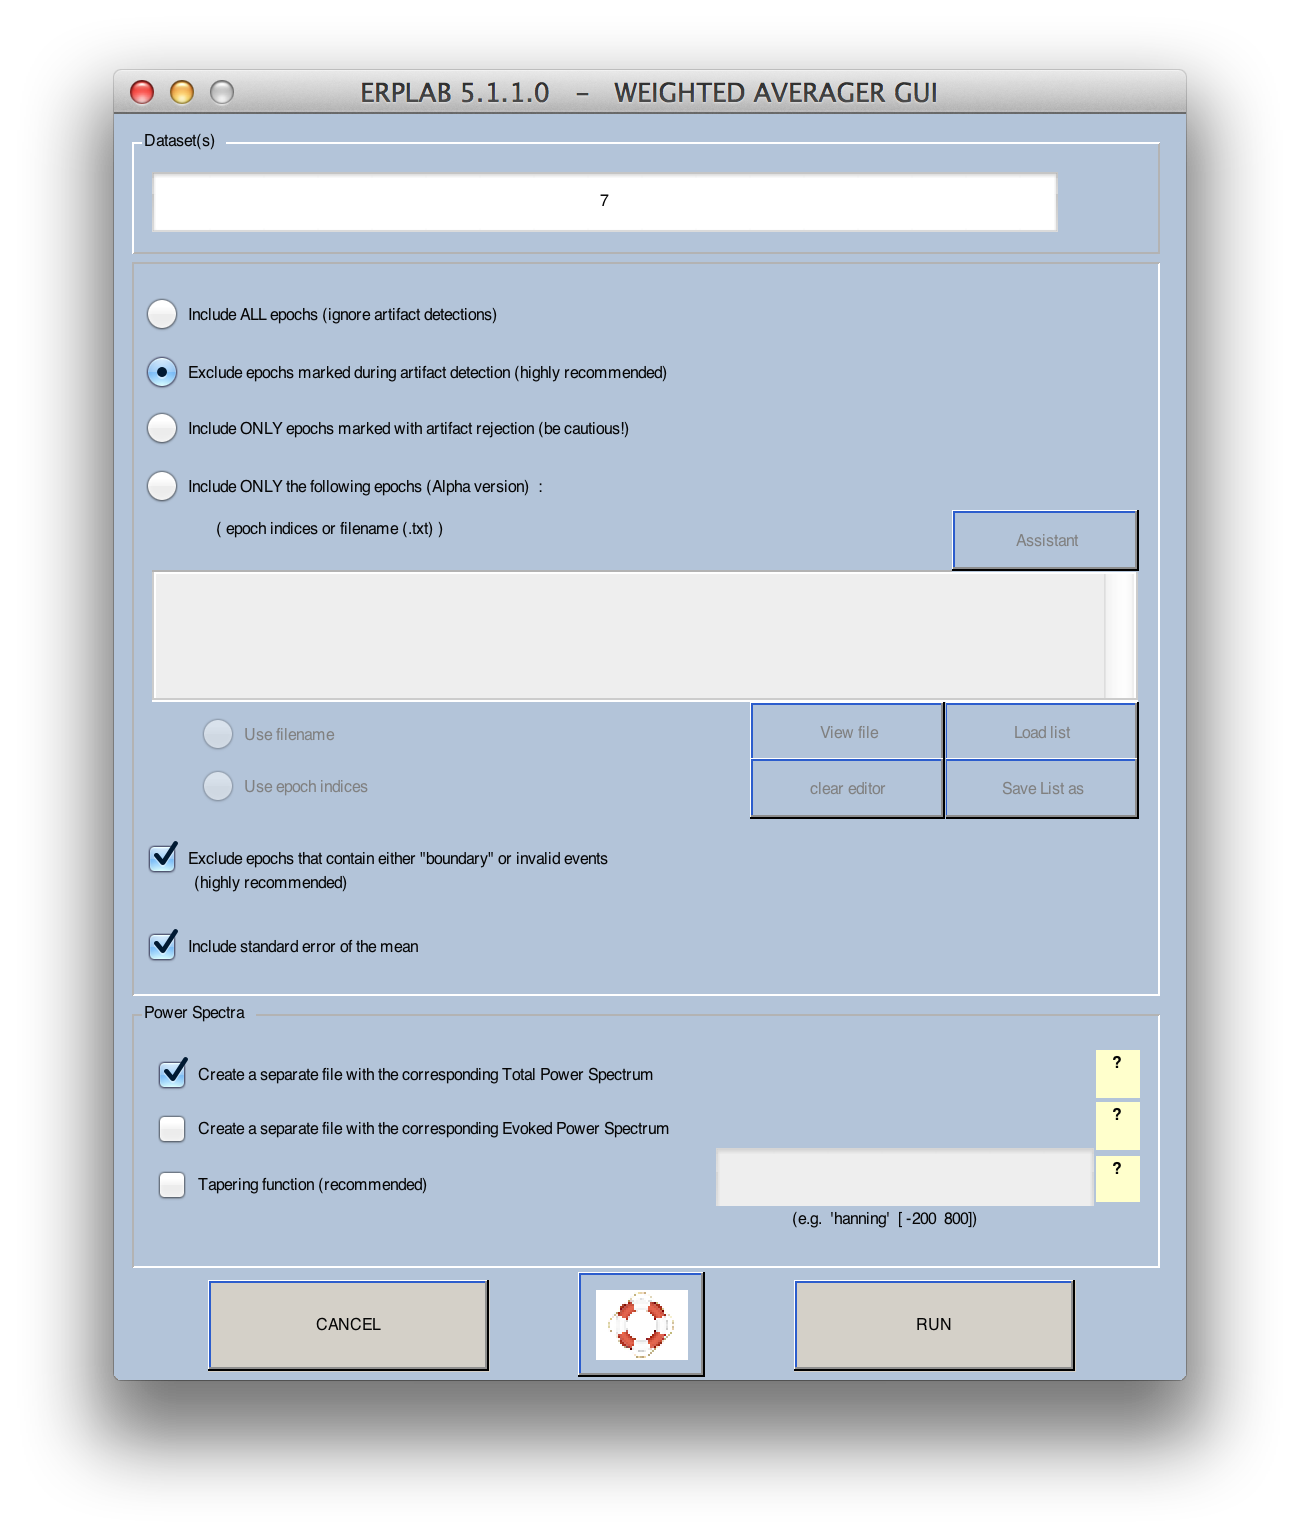 ERPLAB 5.1.1.0 - WEIGHTED AVERAGER GUI
Dataset(s)
7
Include ALL epochs (ignore artifact detections)
Exclude epochs marked during artifact detection (highly recommended)
Include ONLY epochs marked with artifact rejection (be cautious!)
Include ONLY the following epochs (Alpha version) :
( epoch indices or filename (.txt) )
Assistant
Use filename
View file
Load list
Use epoch indices
clear editor
Save List as
Exclude epochs that contain either "boundary" or invalid events
(highly recommended)
Include standard error of the mean
Power Spectra
Create a separate file with the corresponding Total Power Spectrum
?
Create a separate file with the corresponding Evoked Power Spectrum
?
Tapering function (recommended)
?
(e.g. 'hanning' [ -200 800])
CANCEL
RUN